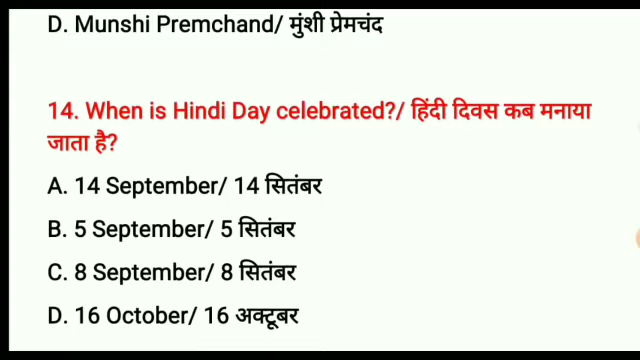 D. Munshi Premchand/ मुंशी प्रेमचंद
14. When is Hindi Day celebrated?/ हिंदी दिवस कब मनाया
जाता है?
A. 14 September/ 14 सितंबर
B. 5 September/ 5 सितंबर
C. 8 September/ 8 सितंबर
D. 16 October/ 16 अक्टूबर